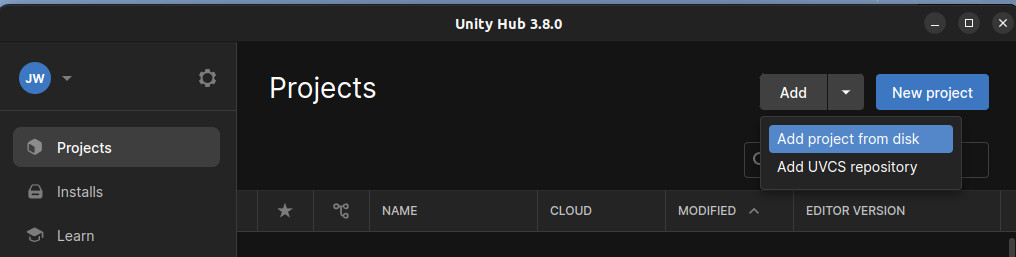 Unity Hub 3.8.0
JW
Projects
Add
New project
Add project from disk
Add UVCS repository
Projects
Installs
Learn
NAME
CLOUD
MODIFIED
EDITOR VERSION